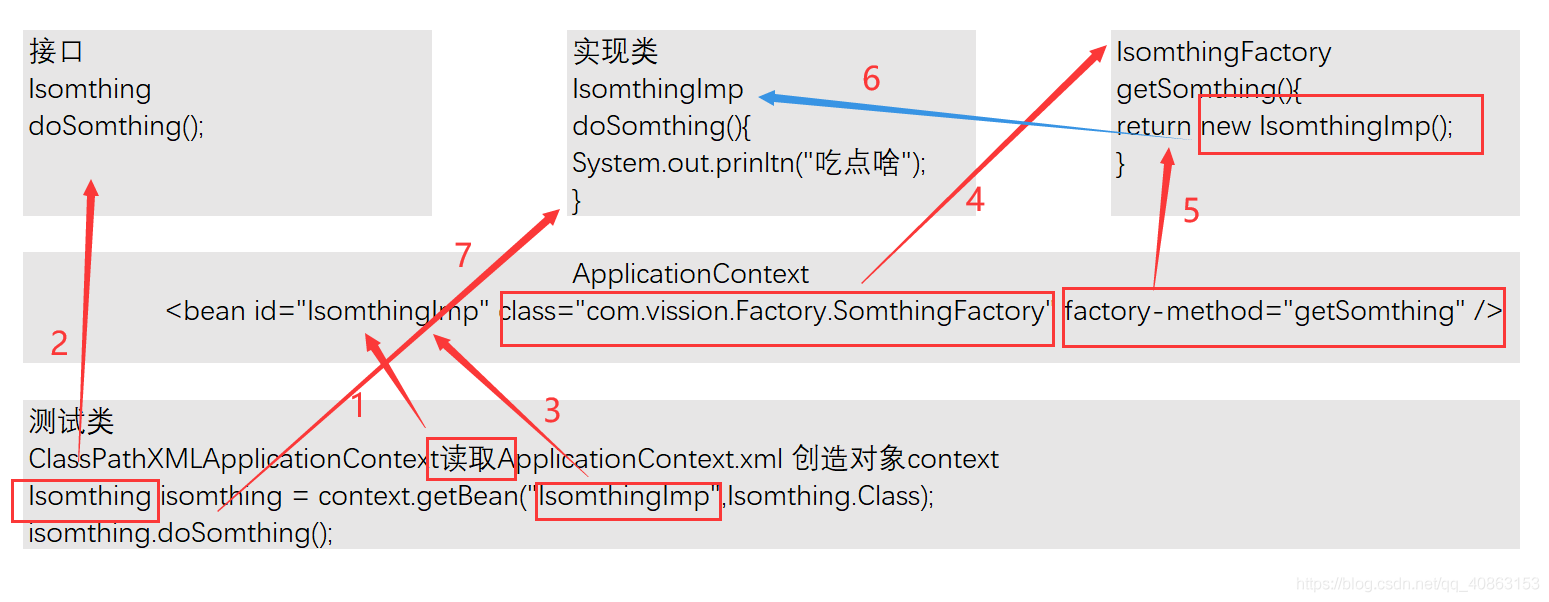 接口
Isomthing
doSomthing();
实现类
IsomthingImp
doSomthing(){
System.out.prinltn("吃点啥");
}
IsomthingFactory
getSomthing(){
return new IsomthingImp();
}
6
4
5
7
ApplicationContext
<bean id="IsomthingImp" class="com.vission.Factory.SomthingFactory" factory-method="getSomthing" />
2
1
3
测试类
ClassPathXMLApplicationContext读取ApplicationContext.xml 创造对象context
Isomthing isomthing = context.getBean("IsomthingImp",Isomthing.Class);
isomthing.doSomthing();
https://blog.csdn.net/qq_40863153